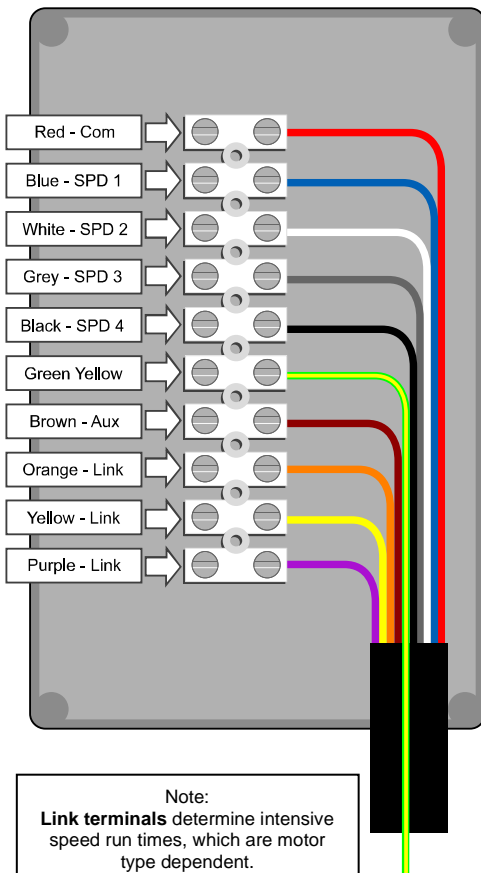 Red - Com
Blue - SPD 1
White - SPD 2
Grey - SPD 3
Black - SPD 4
Green Yellow
Brown - Aux
Orange - Link
Yellow - Link
Purple - Link
Note:
Link terminals determine intensive
speed run times, which are motor
type dependent.